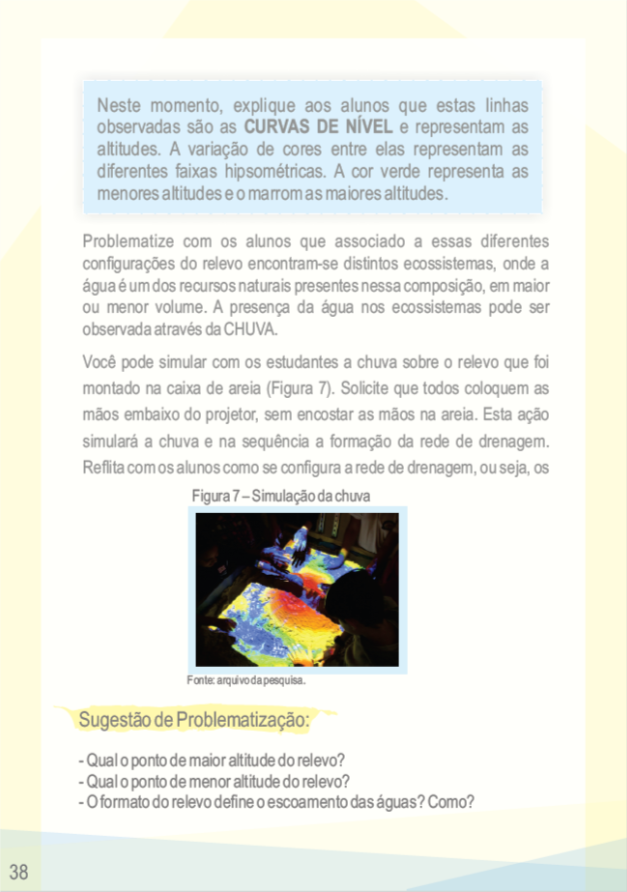 Neste momento, explique aos alunos que estas linhas
observadas são as CURVAS DE NÍVEL e representam as
altitudes. A variação de cores entre elas representam as
diferentes faixas hipsométricas. A cor verde representa as
menores altitudes e o marrom as maiores altitudes.
Problematize com os alunos que associado a essas diferentes
configurações do relevo encontram-se distintos ecossistemas, onde a
água é um dos recursos naturais presentes nessa composição, em maior
ou menor volume. A presença da água nos ecossistemas pode ser
observada através da CHUVA.
Você pode simular com os estudantes a chuva sobre o relevo que foi
montado na caixa de areia (Figura 7). Solicite que todos coloquem as
mãos embaixo do projetor, sem encostar as mãos na areia. Esta ação
simulará a chuva e na sequência a formação da rede de drenagem.
Reflita com os alunos como se configura a rede de drenagem, ou seja, os
Figura 7 – Simulação da chuva
Fonte: arquivo da pesquisa.
Sugestão de Problematização:
- Qual o ponto de maior altitude do relevo?
- Qual o ponto de menor altitude do relevo?
- O formato do relevo define o escoamento das águas? Como?
38